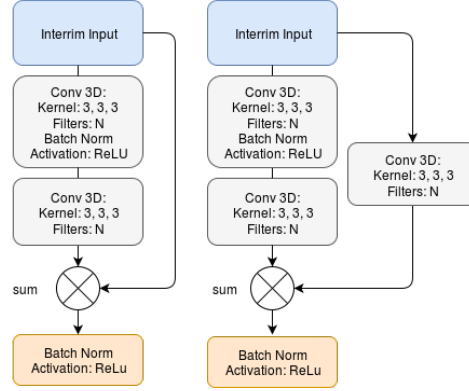 Interrim Input
Conv 3D:
Kernel: 3, 3, 3
Filters: N
Batch Norm
Activation: ReLU
Conv 3D:
Kernel: 3, 3, 3
Filters: N
sum
Batch Norm
Activation: ReLu
Interrim Input
Conv 3D:
Kernel: 3, 3, 3
Filters: N
Batch Norm
Activation: ReLU
Conv 3D:
Kernel: 3, 3, 3
Filters: N
Conv 3D:
Kernel: 3, 3, 3
Filters: N
sum
Batch Norm
Activation: ReLu